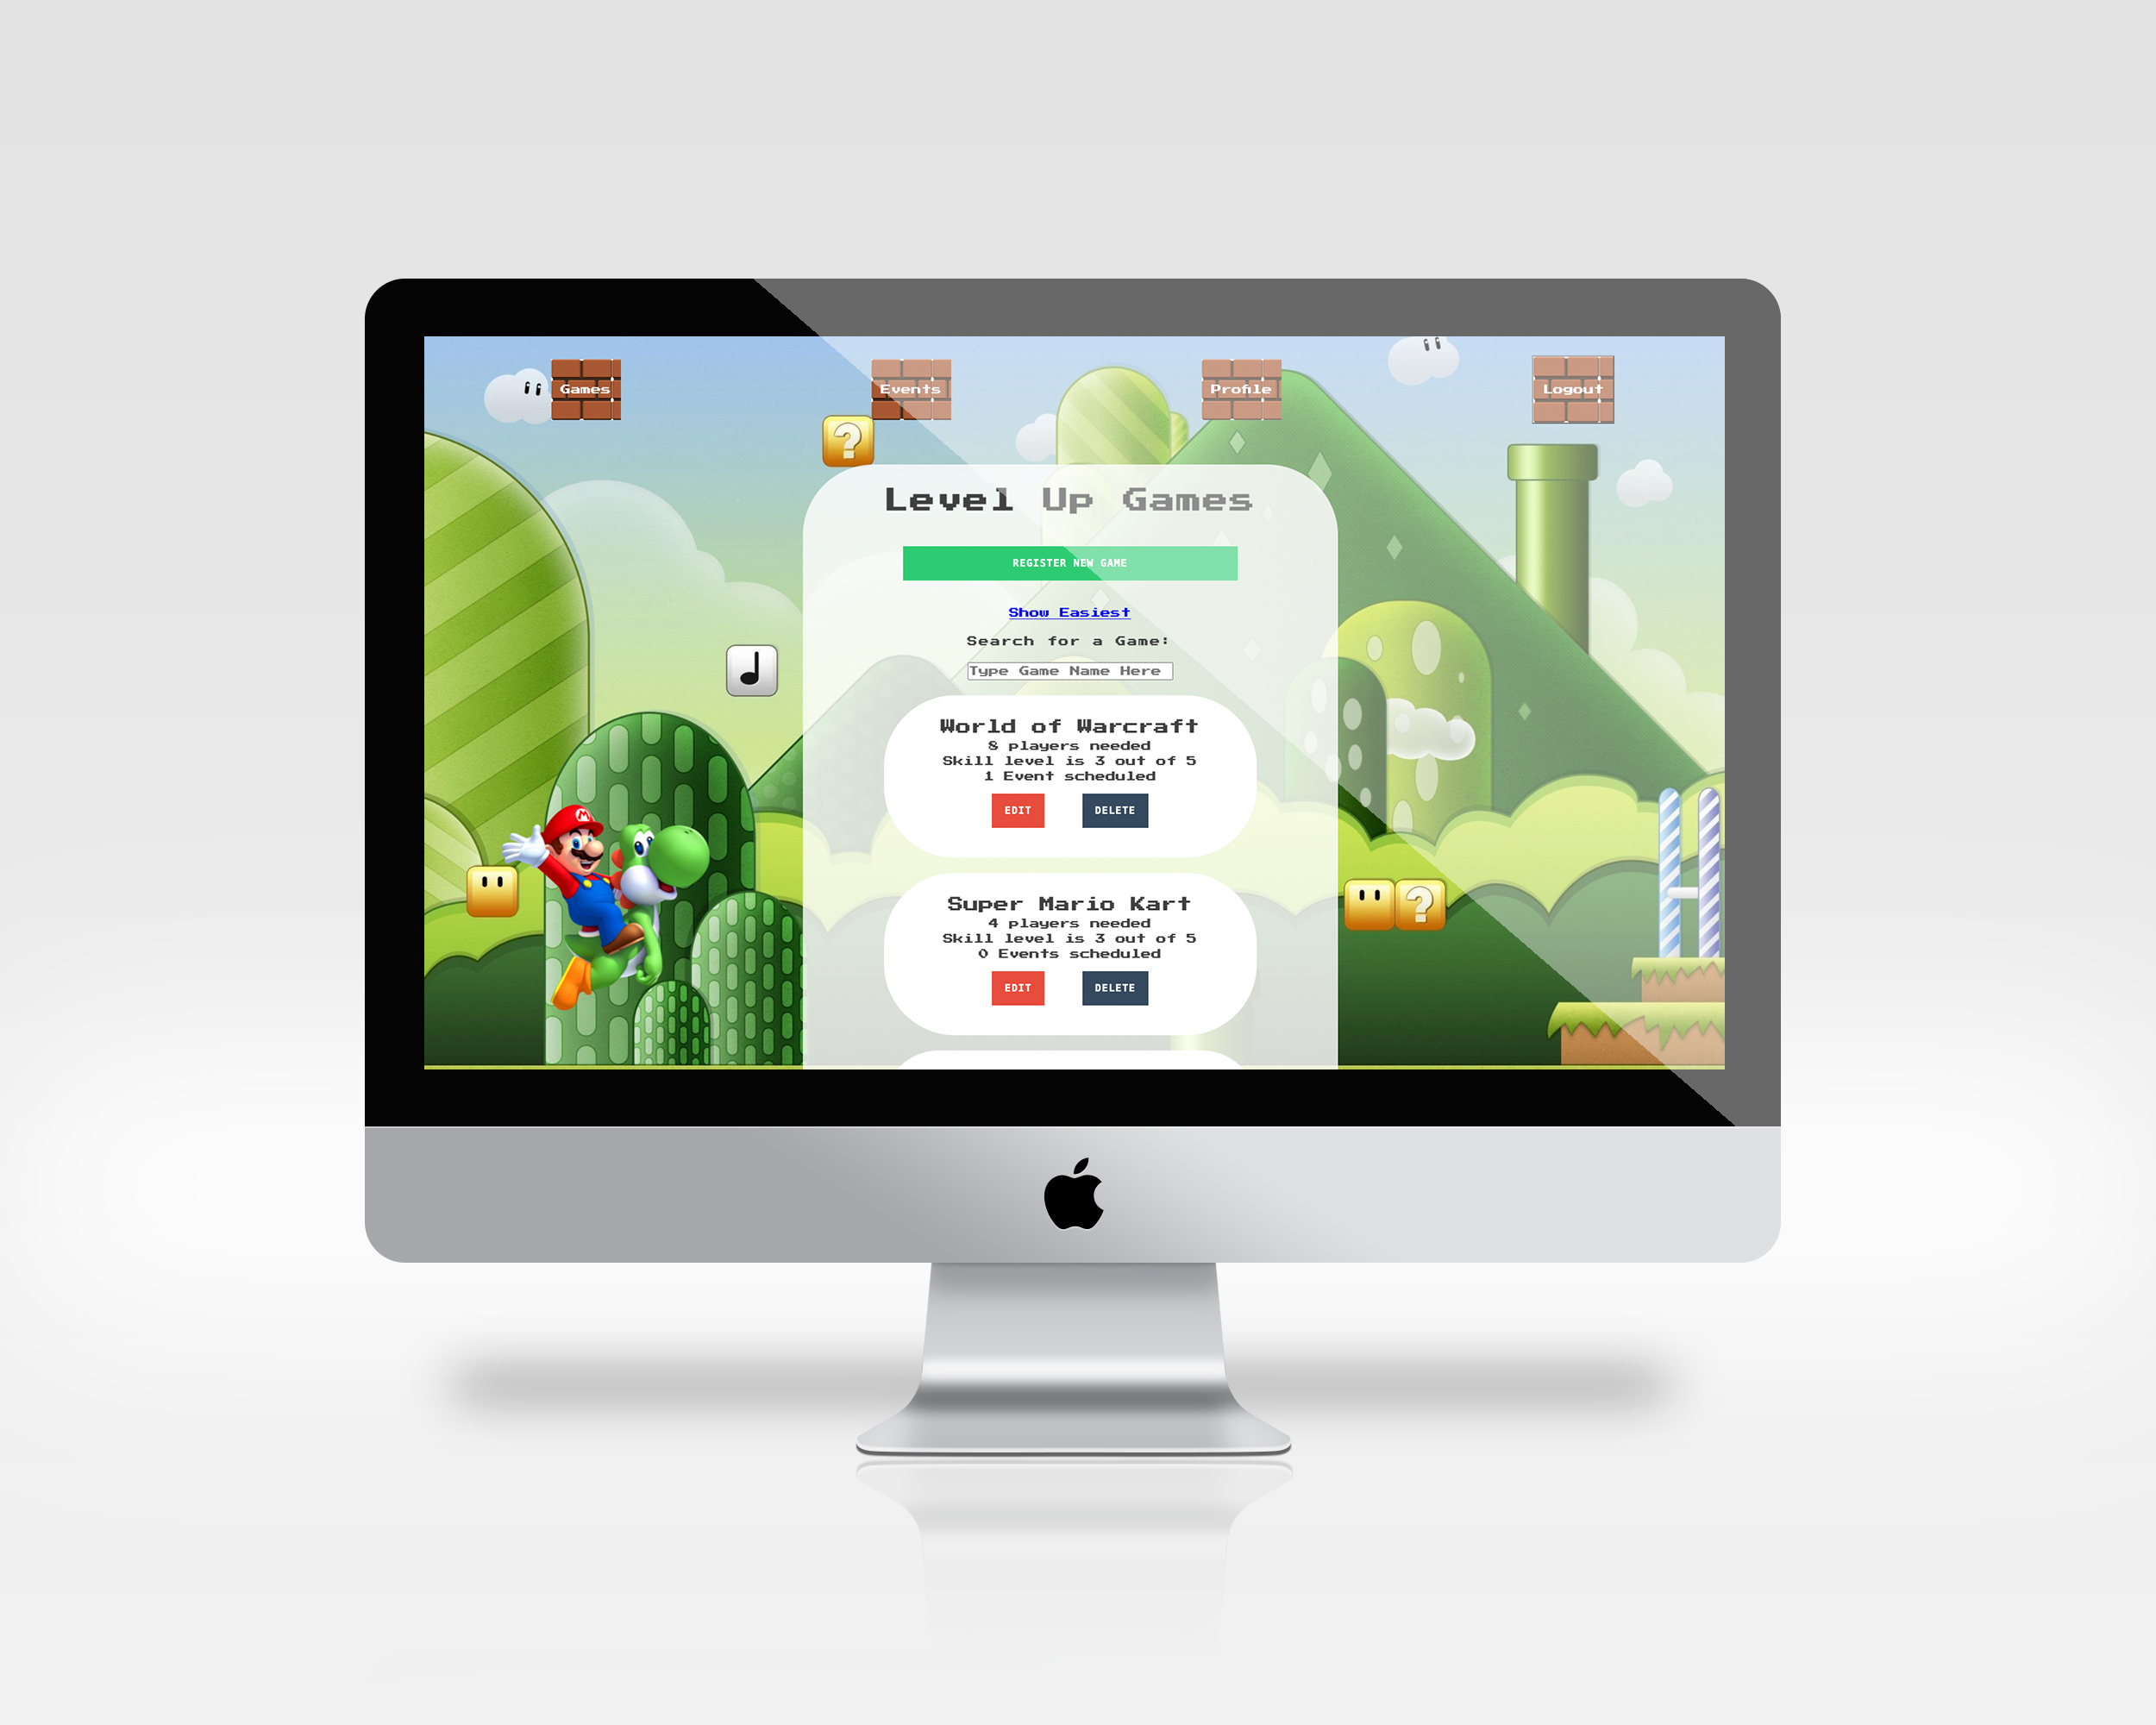 Games
Events
Profile
Logout
?
Level Up Games
REGISTER NEW GAME
Show Easiest
Search for a Game:
Type Game Name Here
World of Warcraft
8 players needed
Skill level is 3 out of 5
1 Event scheduled
EDIT
DELETE
M
Super Mario Kart
4 players needed
Skill level is 3 out of 5
0 Events scheduled
?
EDIT
DELETE